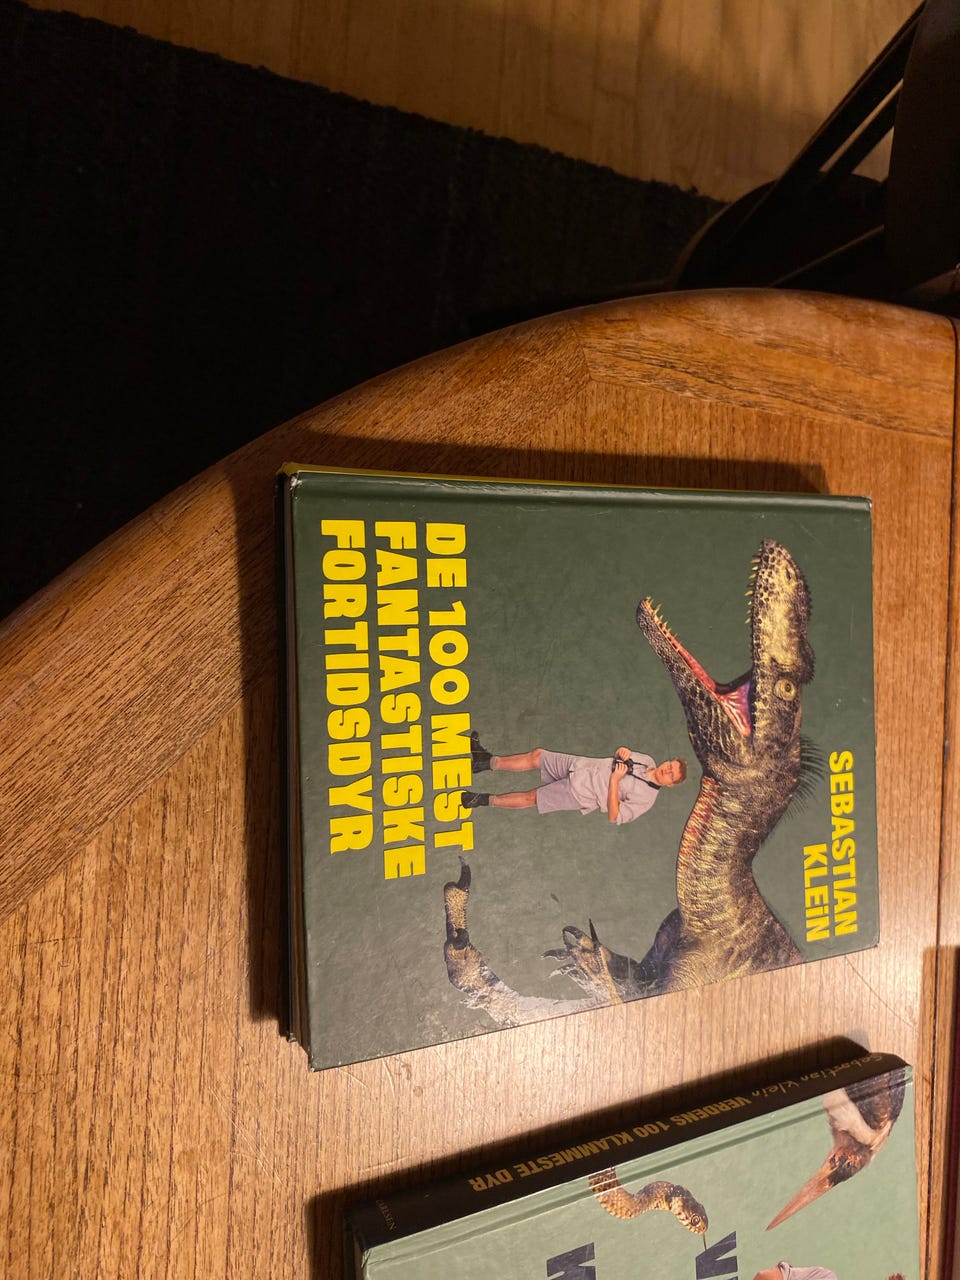 SEBASTIAN
KLEiN
DE 100 MEST
FANTASTISKE
FORTIDSDYR
Sebastian Klein VERDENS 100 KLAMMESTE DYR